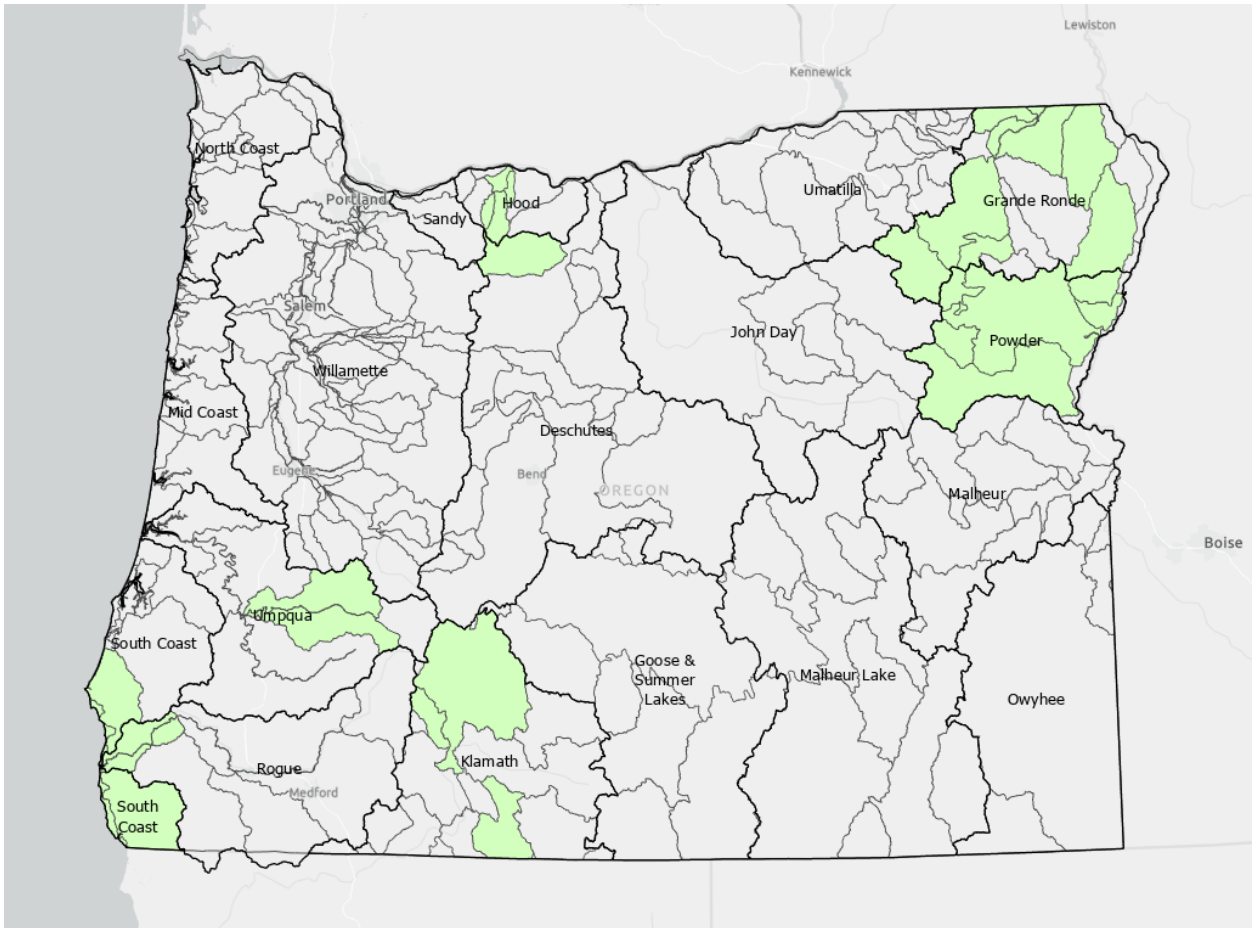 Lewiston
Kennewick
North Coast
Portland
Sandy
Hood
Umatilla
Grande Ronde
Salem
John Day
Powder
Willamette
Mid Coast
Deschutes
Eugene
Bend
OREGON
Malheur
Boise
Umpqua
South Coast
Goose &
Summer
Lakes
Malheur Lake
Owyhee
Klamath
Rogue
Medford
South
Coast